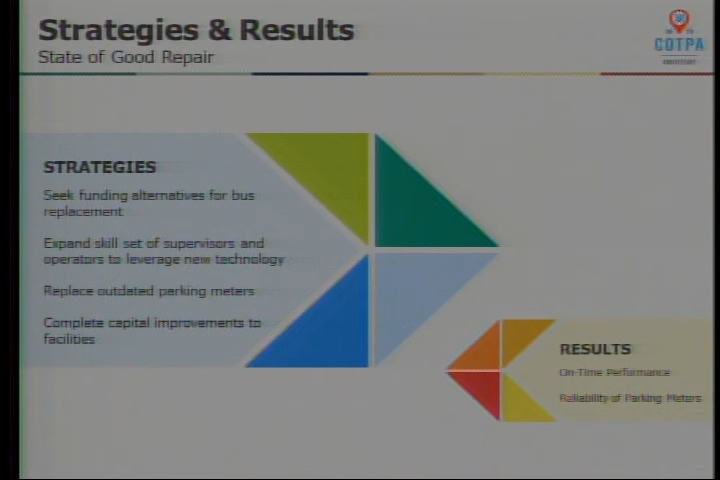 Strategies & Results
State of Good Repair
COTPA
STRATEGIES
Seek funding alternatives for bus
replacement
Expand skill set of supervisors and
operators to leverage new technology
Replace outdated parking meters
Complete capital improvements to
facilities
RESULTS
On-Time Performance
Reliability of Parking Meters